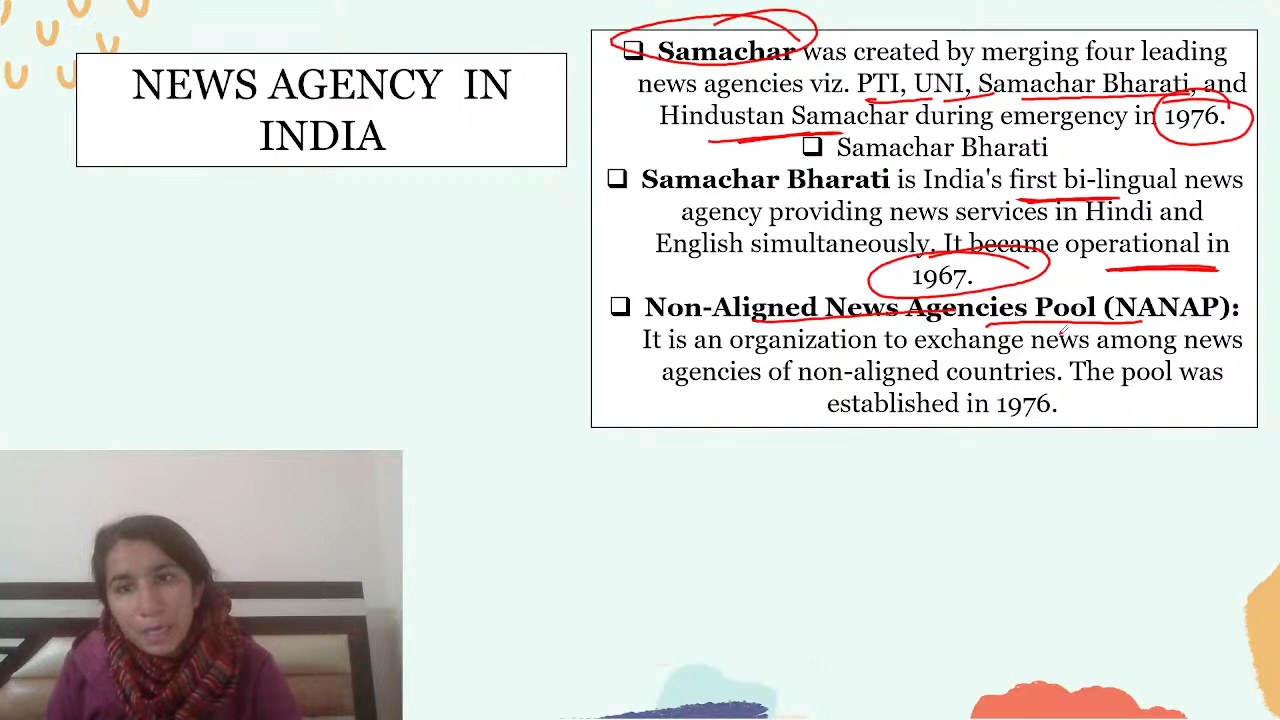 NEWS AGENCY IN
INDIA
❑ Samachar was created by merging four leading
news agencies viz. PTI, UNI, Samachar Bharati, and
Hindustan Samachar during emergency in 1976.
❑ Samachar Bharati
❑ Samachar Bharati is India's first bi-lingual news
agency providing news services in Hindi and
English simultaneously. It became operational in
1967.
❑ Non-Aligned News Agencies Pool (NANAP):
It is an organization to exchange news among news
agencies of non-aligned countries. The pool was
established in 1976.